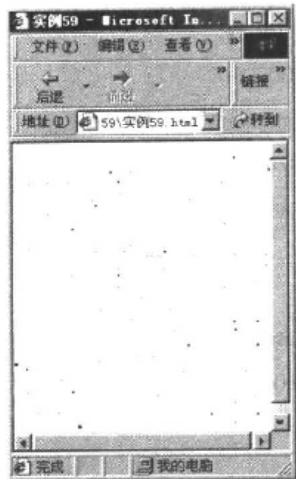 实例59 - Microsoft In...
文件(F) 编辑(E) 查看(V) »
后退 前进 » 链接 »
地址(D) 59\实例59.html 转到
完成 我的电脑